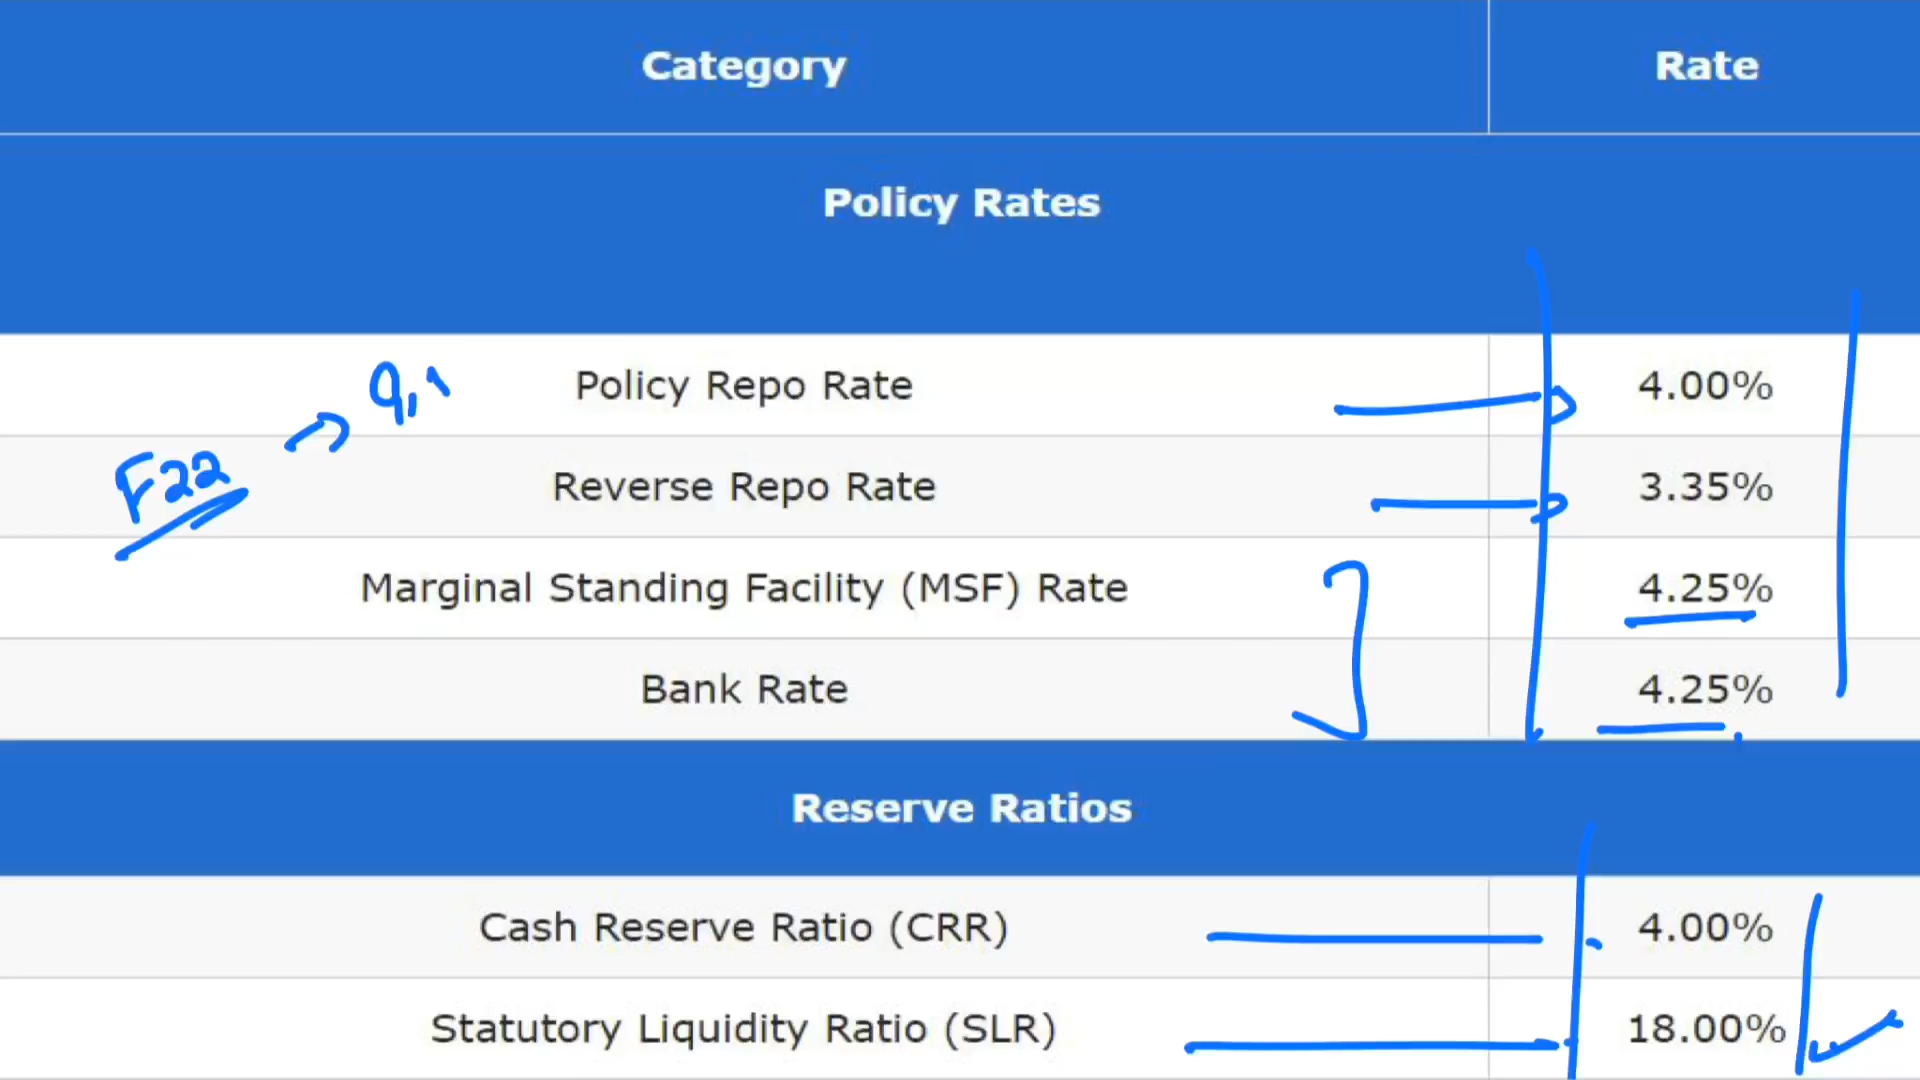 Category Rate
Policy Rates
Policy Repo Rate 4.00%
Reverse Repo Rate 3.35%
Marginal Standing Facility (MSF) Rate 4.25%
Bank Rate 4.25%
Reserve Ratios
Cash Reserve Ratio (CRR) 4.00%
Statutory Liquidity Ratio (SLR) 18.00%
F22